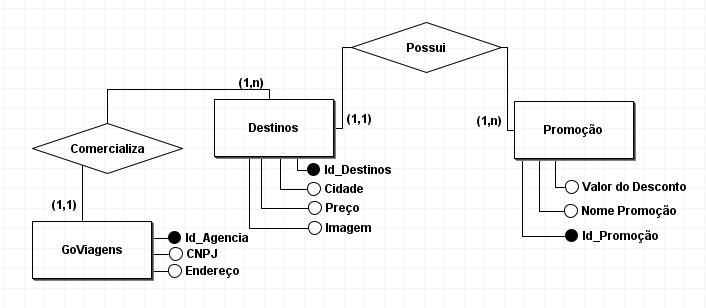 Possui
(1,n)
Comercializa
Destinos
(1,1)
(1,n)
Promoção
Id_Destinos
Cidade
Preço
Imagem
Valor do Desconto
Nome Promoção
Id_Promoção
(1,1)
GoViagens
Id_Agencia
CNPJ
Endereço